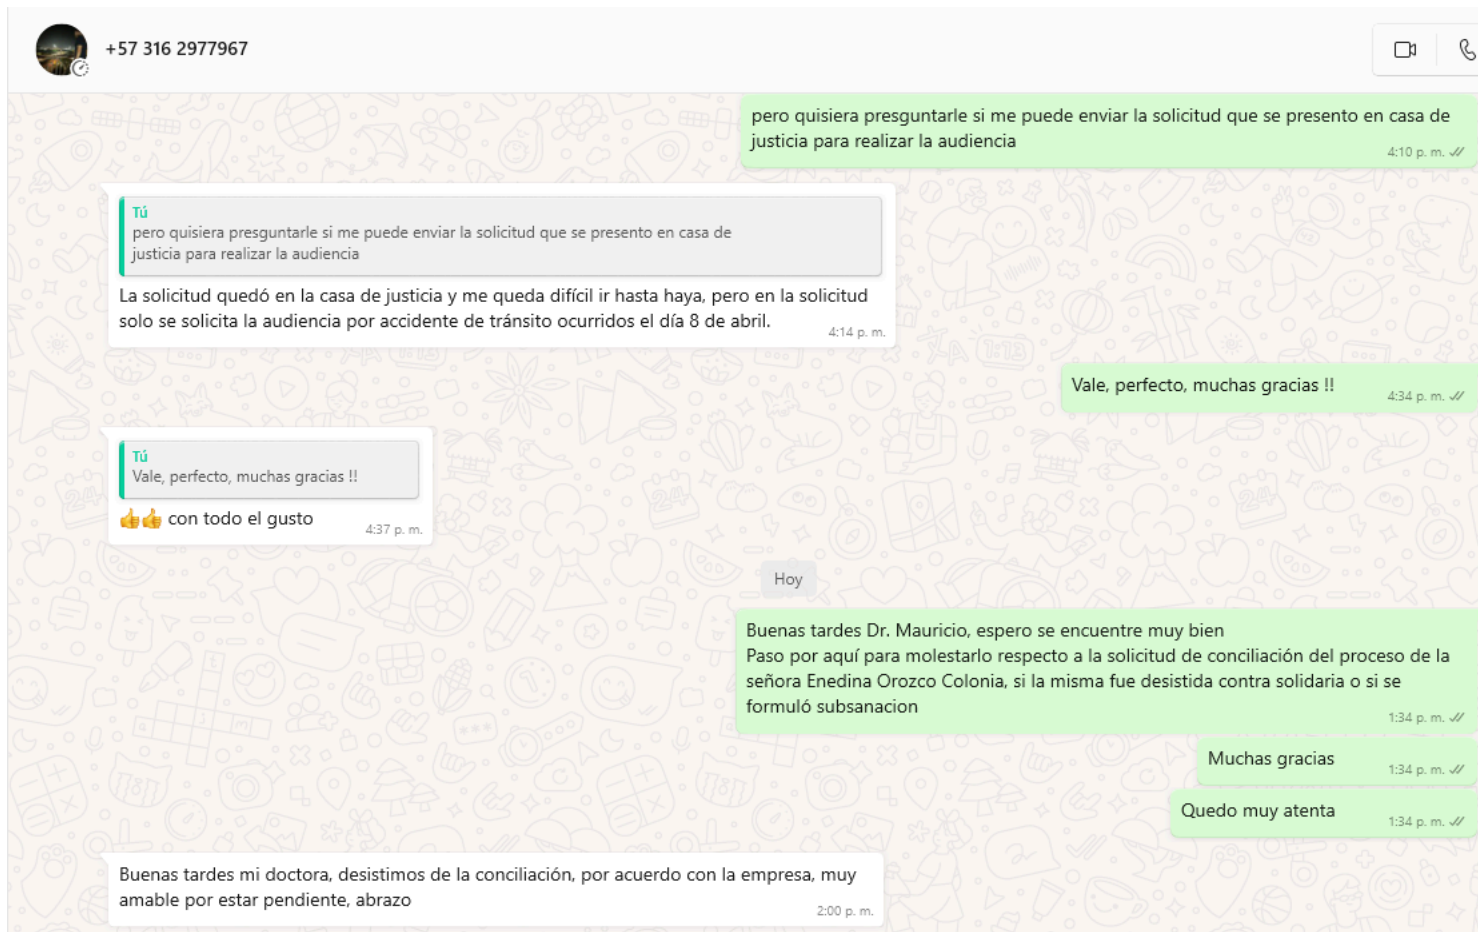 +57 316 2977967
pero quisiera presguntarle si me puede enviar la solicitud que se presento en casa de
justicia para realizar la audiencia
4:10 p. m.
Tú
pero quisiera presguntarle si me puede enviar la solicitud que se presento en casa de
justicia para realizar la audiencia
La solicitud quedó en la casa de justicia y me queda difícil ir hasta haya, pero en la solicitud
solo se solicita la audiencia por accidente de tránsito ocurridos el día 8 de abril.
4:14 p. m.
Vale, perfecto, muchas gracias !!
4:34 p. m.
Tú
Vale, perfecto, muchas gracias !!
👍👍 con todo el gusto
4:37 p. m.
Hoy
Buenas tardes Dr. Mauricio, espero se encuentre muy bien
Paso por aquí para molestarlo respecto a la solicitud de conciliación del proceso de la
señora Enedina Orozco Colonia, si la misma fue desistida contra solidaria o si se
formuló subsanacion
1:34 p. m.
Muchas gracias
1:34 p. m.
Quedo muy atenta
1:34 p. m.
Buenas tardes mi doctora, desistimos de la conciliación, por acuerdo con la empresa, muy
amable por estar pendiente, abrazo
2:00 p. m.